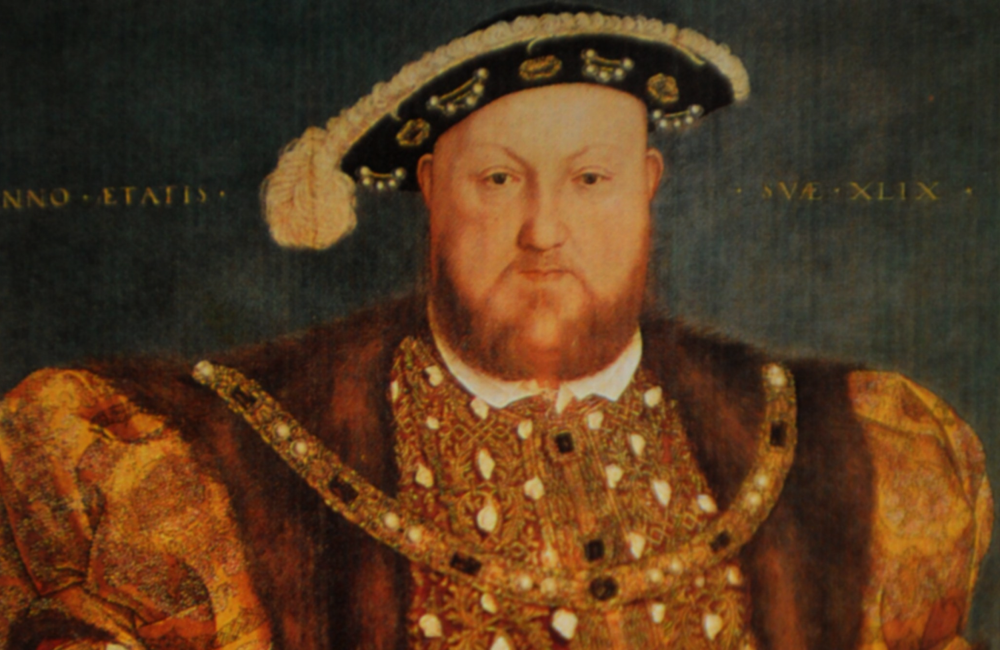 NNO · ÆTATIS ·
· SVÆ · XLIX ·